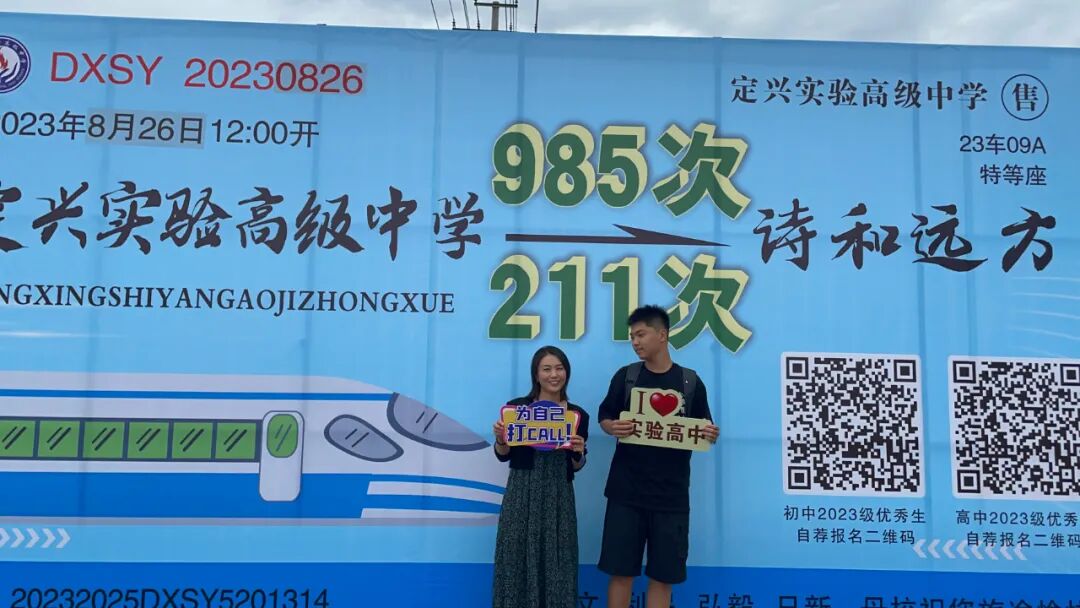 DXSY 20230826
定兴实验高级中学 售
2023年8月26日12:00开
23车09A
特等座
985次
定兴实验高级中学
诗和远方
211次
NGXINGSHIYANGAOJIZHONGXUE
为自己
打CALL!
I
实验高中
初中2023级优秀生
自荐报名二维码
高中2023级优秀
自荐报名二维码
20232025DXSY5201314
弘毅 日新